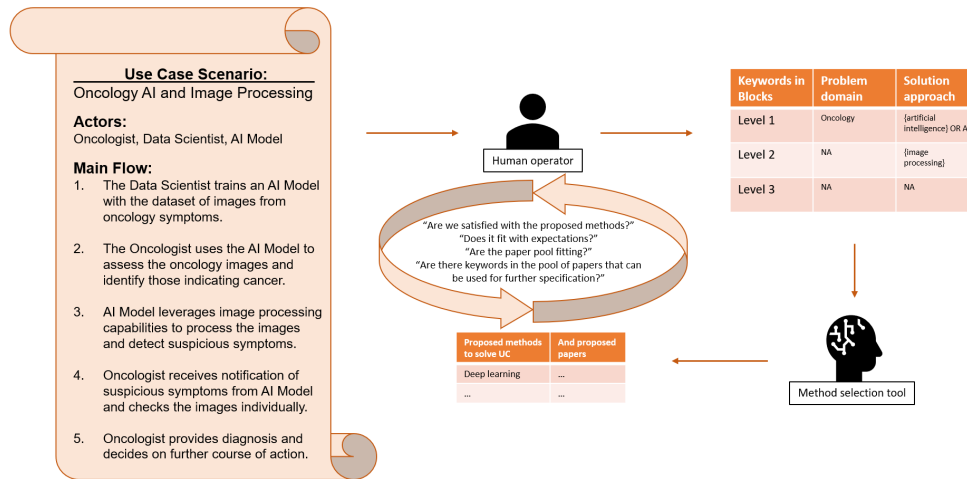 Use Case Scenario:
Oncology AI and Image Processing
Actors:
Oncologist, Data Scientist, AI Model
Main Flow:
1. The Data Scientist trains an AI Model
with the dataset of images from
oncology symptoms.
2. The Oncologist uses the AI Model to
assess the oncology images and
identify those indicating cancer.
3. AI Model leverages image processing
capabilities to process the images
and detect suspicious symptoms.
4. Oncologist receives notification of
suspicious symptoms from AI Model
and checks the images individually.
5. Oncologist provides diagnosis and
decides on further course of action.
Human operator
“Are we satisfied with the proposed methods?”
“Does it fit with expectations?”
“Are the paper pool fitting?”
“Are there keywords in the pool of papers that can
be used for further specification?”
Proposed methods
to solve UC
And proposed
papers
Deep learning
...
...
...
Keywords in
Blocks
Problem
domain
Solution
approach
Level 1
Oncology
{artificial
intelligence} OR A
Level 2
NA
{image
processing}
Level 3
NA
NA
Method selection tool